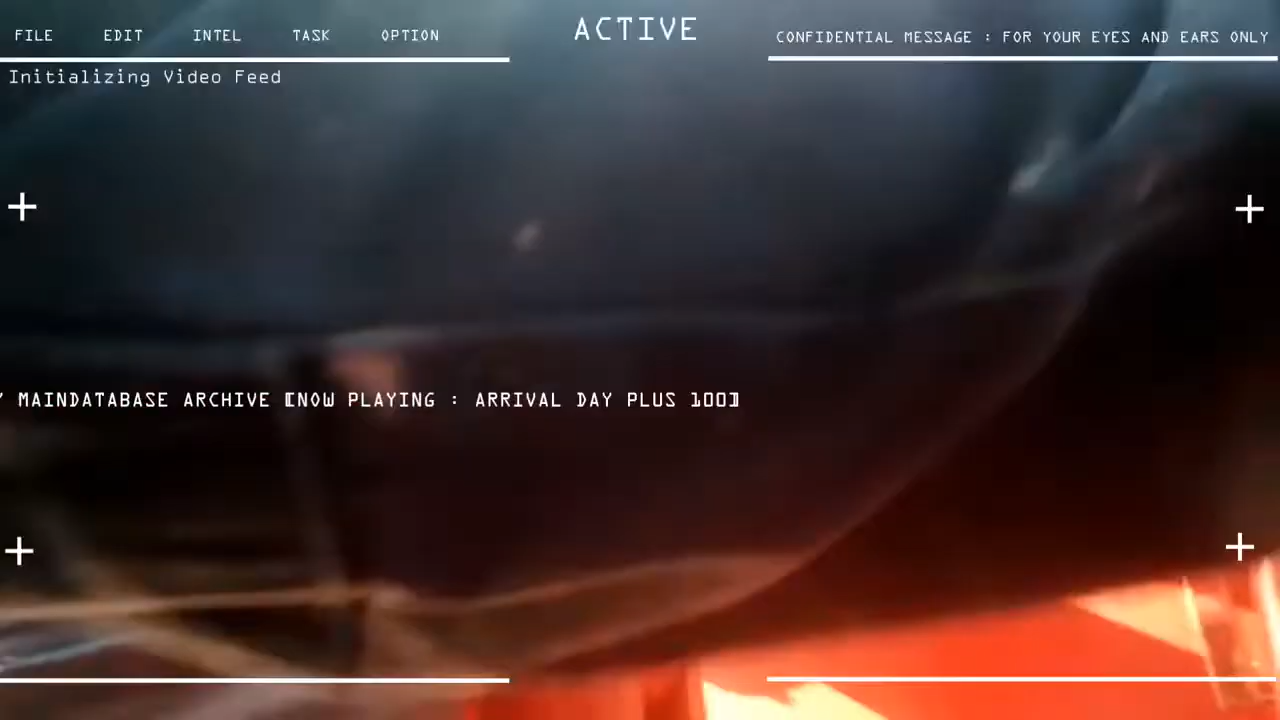 FILE EDIT INTEL TASK OPTION
ACTIVE
CONFIDENTIAL MESSAGE : FOR YOUR EYES AND EARS ONLY
Initializing Video Feed
MAINDATABASE ARCHIVE [NOW PLAYING : ARRIVAL DAY PLUS 100]